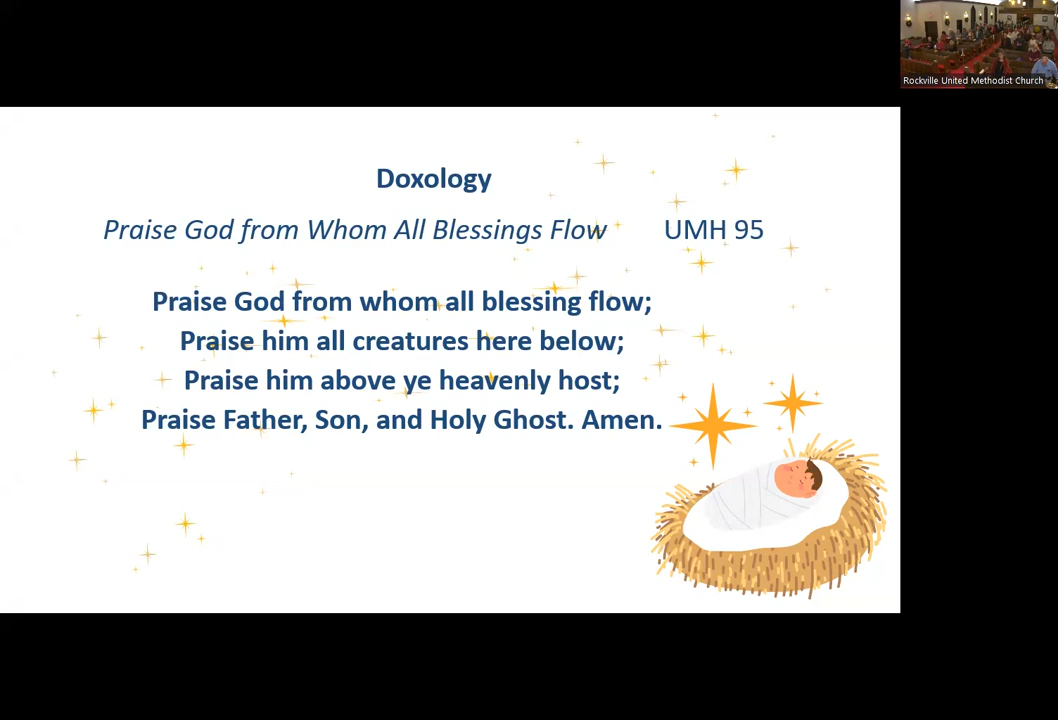 Rockville United Methodist Church
Doxology
Praise God from Whom All Blessings Flow UMH 95
Praise God from whom all blessing flow;
Praise him all creatures here below;
Praise him above ye heavenly host;
Praise Father, Son, and Holy Ghost. Amen.